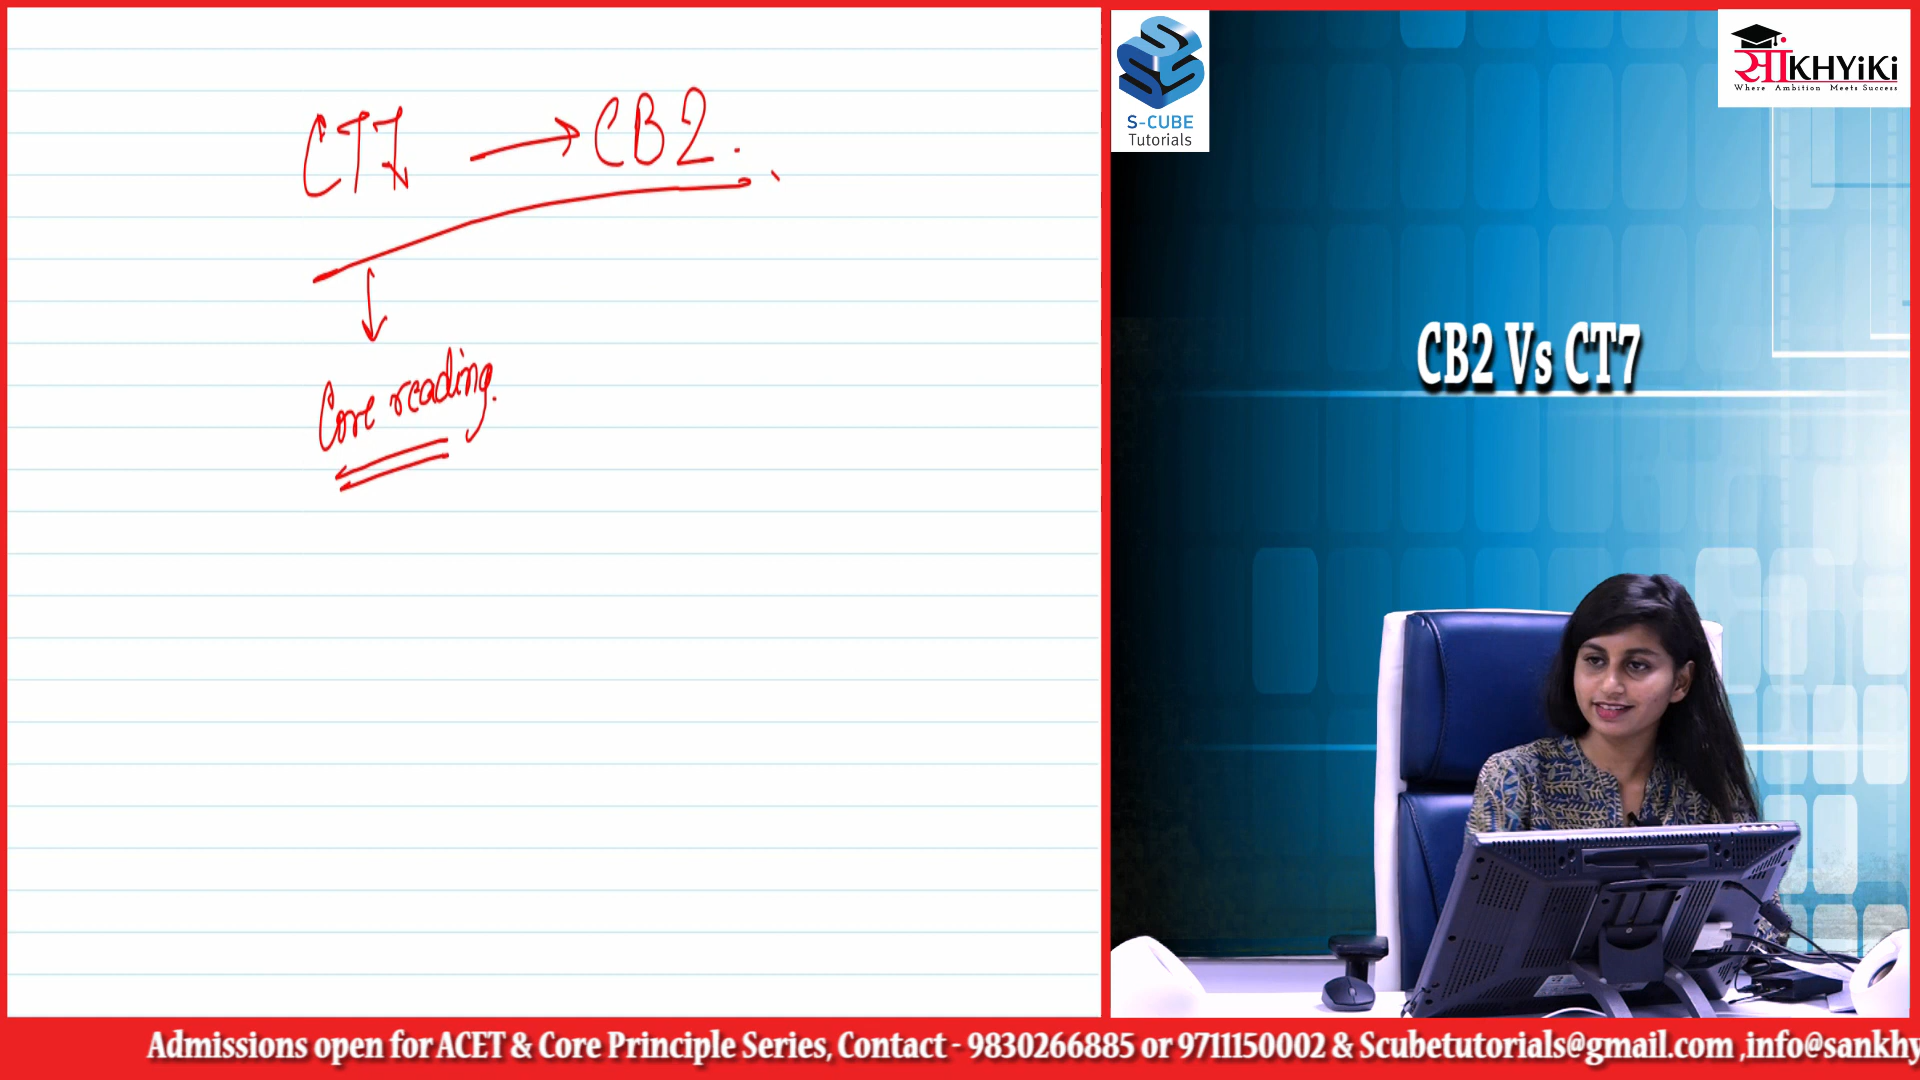 CT7 → CB2.
Core reading.
S-CUBE
Tutorials
सांKHYiKi
Where Ambition Meets Success
CB2 Vs CT7
Admissions open for ACET & Core Principle Series, Contact - 9830266885 or 9711150002 & Scubetutorials@gmail.com ,info@sankhy